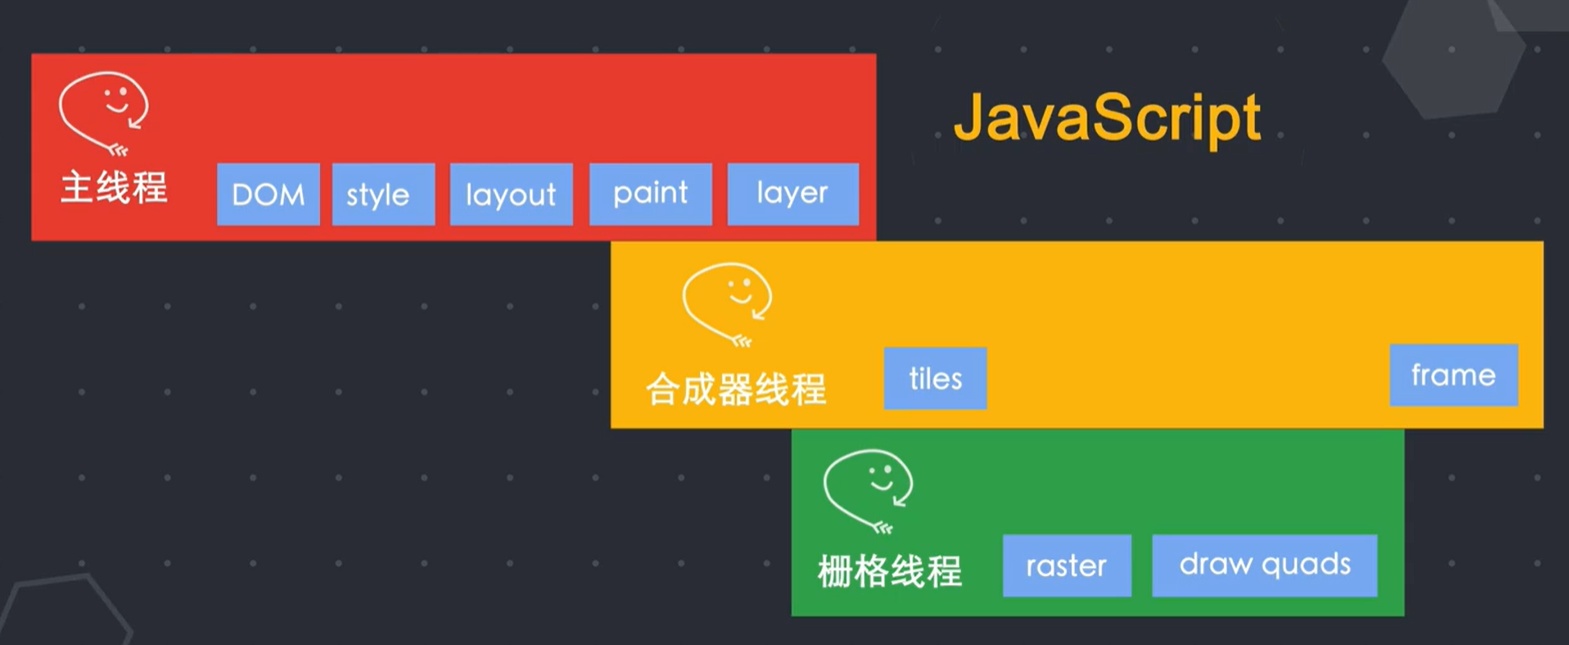 JavaScript
主线程
DOM
style
layout
paint
layer
合成器线程
tiles
frame
栅格线程
raster
draw quads